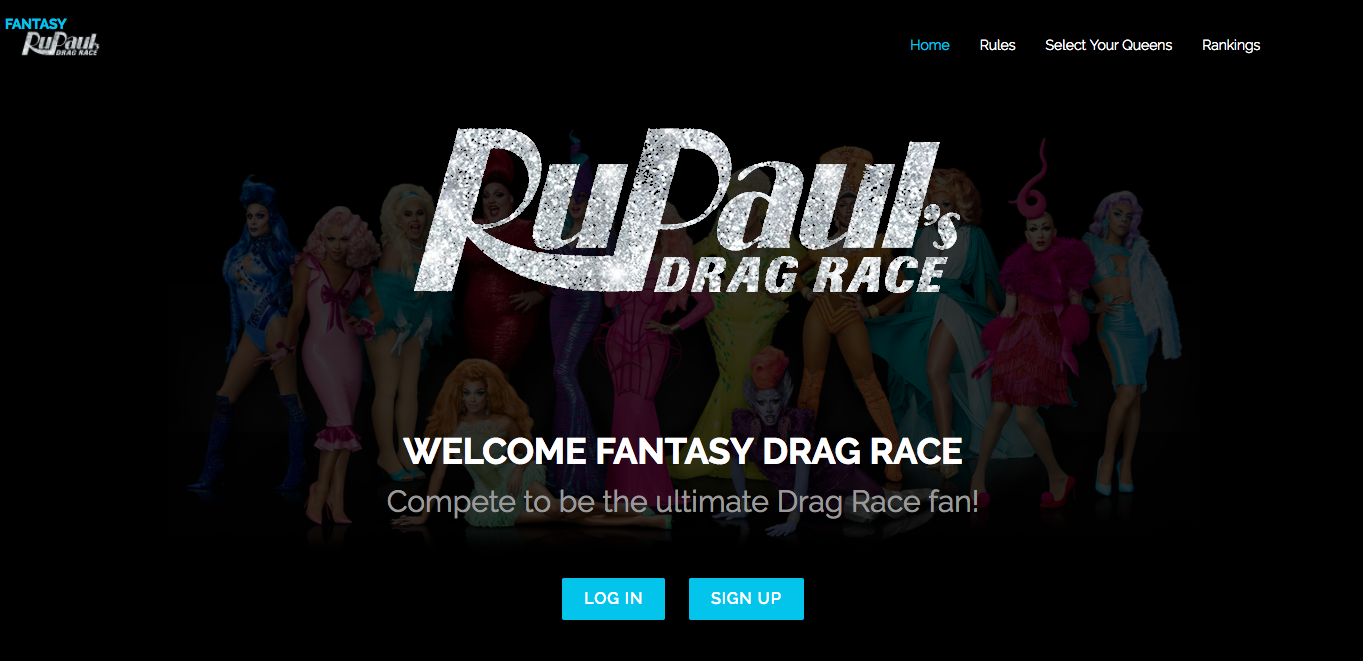 FANTASY
RuPaul's
DRAG RACE
Home Rules Select Your Queens Rankings
RuPaul's
DRAG RACE
WELCOME FANTASY DRAG RACE
Compete to be the ultimate Drag Race fan!
LOG IN SIGN UP